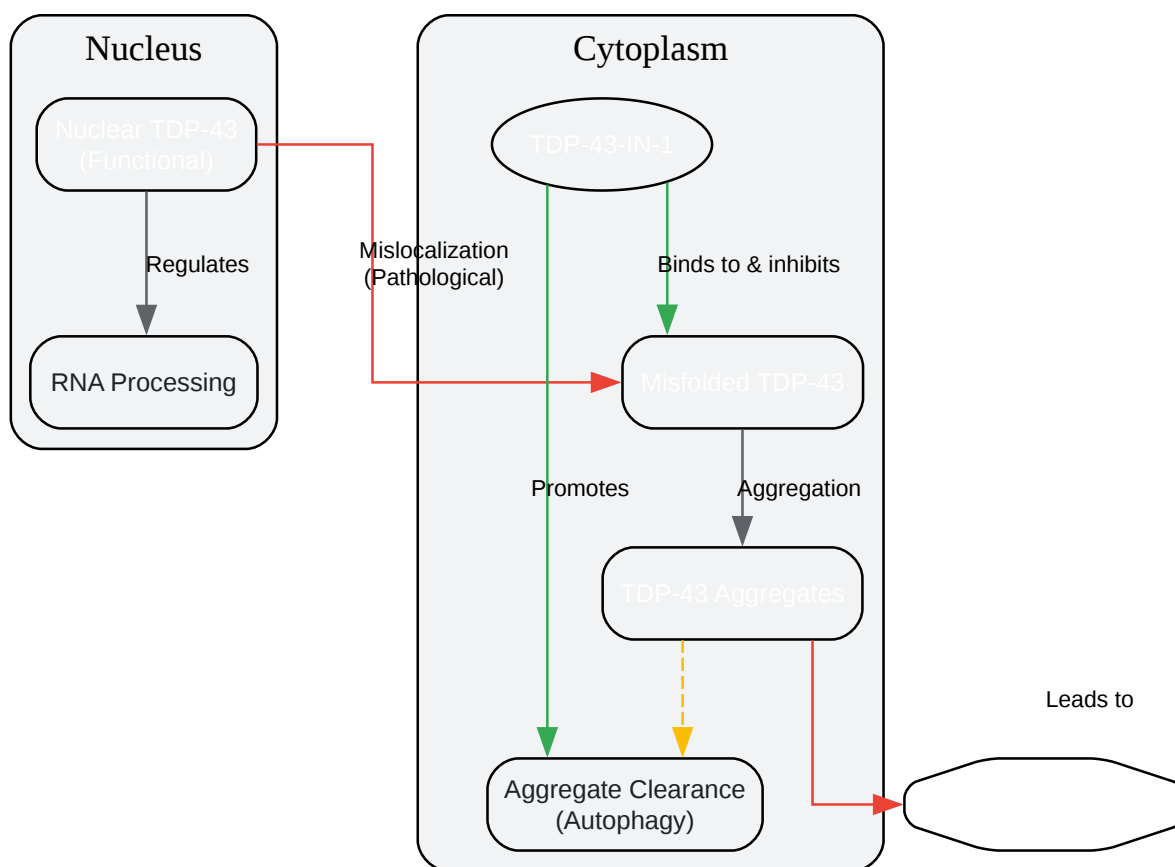 Nucleus
Cytoplasm
Nuclear TDP-43
(Functional)
TDP-43-IN-1
Mislocalization
(Pathological)
Regulates
Binds to & inhibits
RNA Processing
Misfolded TDP-43
Promotes
Aggregation
TDP-43 Aggregates
Leads to
Aggregate Clearance
(Autophagy)